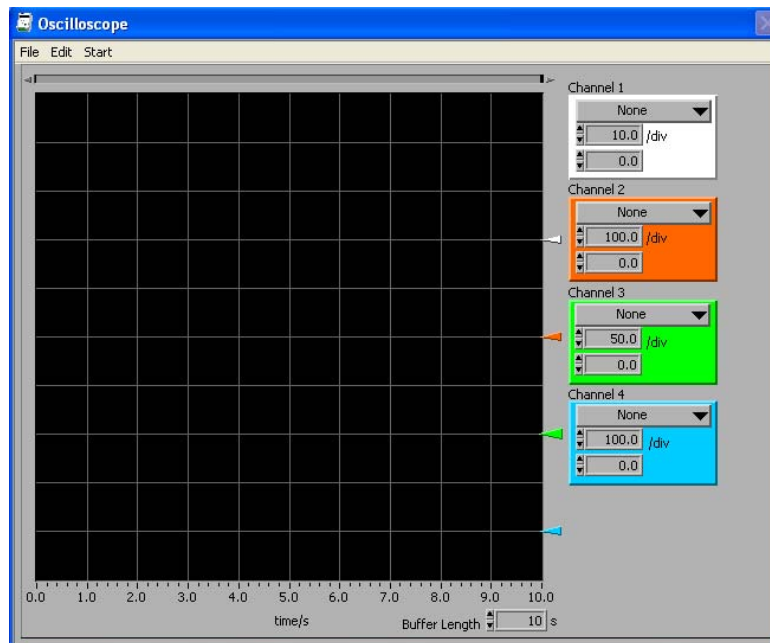 Oscilloscope
File Edit Start
Channel 1
None
10.0 /div
0.0
Channel 2
None
100.0 /div
0.0
Channel 3
None
50.0 /div
0.0
Channel 4
None
100.0 /div
0.0
0.0 1.0 2.0 3.0 4.0 5.0 6.0 7.0 8.0 9.0 10.0
time/s
Buffer Length 10 s